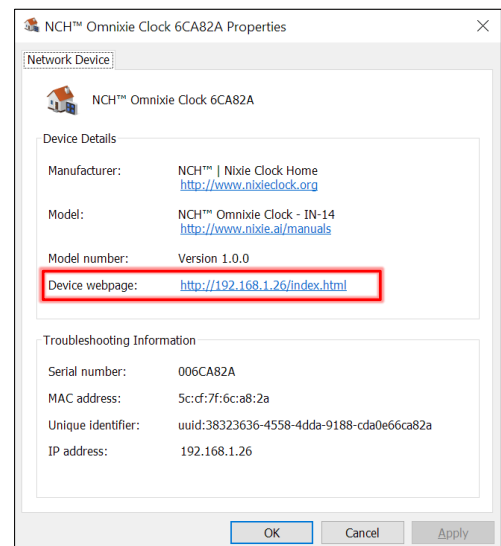 NCH™ Omnixie Clock 6CA82A Properties
Network Device
NCH™ Omnixie Clock 6CA82A
Device Details
Manufacturer: NCH™ | Nixie Clock Home
http://www.nixieclock.org
Model: NCH™ Omnixie Clock - IN-14
http://www.nixie.ai/manuals
Model number: Version 1.0.0
Device webpage: http://192.168.1.26/index.html
Troubleshooting Information
Serial number: 006CA82A
MAC address: 5c:cf:7f:6c:a8:2a
Unique identifier: uuid:38323636-4558-4dda-9188-cda0e66ca82a
IP address: 192.168.1.26
OK Cancel Apply